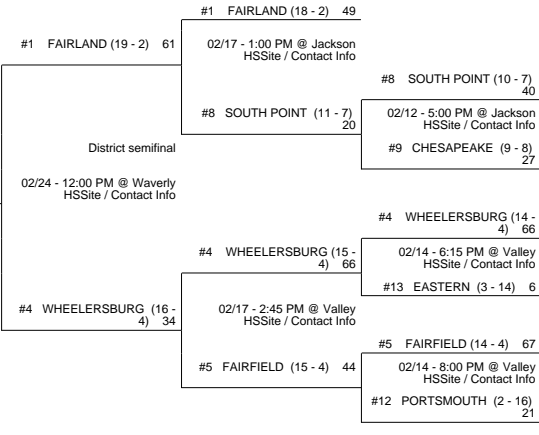 #1 FAIRLAND (18 - 2) 49
#1 FAIRLAND (19 - 2) 61
02/17 - 1:00 PM @ Jackson
HSSite / Contact Info
#8 SOUTH POINT (10 - 7)
40
#8 SOUTH POINT (11 - 7)
20
02/12 - 5:00 PM @ Jackson
HSSite / Contact Info
District semifinal
#9 CHESAPEAKE (9 - 8)
27
02/24 - 12:00 PM @ Waverly
HSSite / Contact Info
#4 WHEELERSBURG (14 -
4) 66
#4 WHEELERSBURG (15 -
4) 66
02/14 - 6:15 PM @ Valley
HSSite / Contact Info
#13 EASTERN (3 - 14) 6
#4 WHEELERSBURG (16 -
4) 34
02/17 - 2:45 PM @ Valley
HSSite / Contact Info
#5 FAIRFIELD (14 - 4) 67
#5 FAIRFIELD (15 - 4) 44
02/14 - 8:00 PM @ Valley
HSSite / Contact Info
#12 PORTSMOUTH (2 - 16)
21